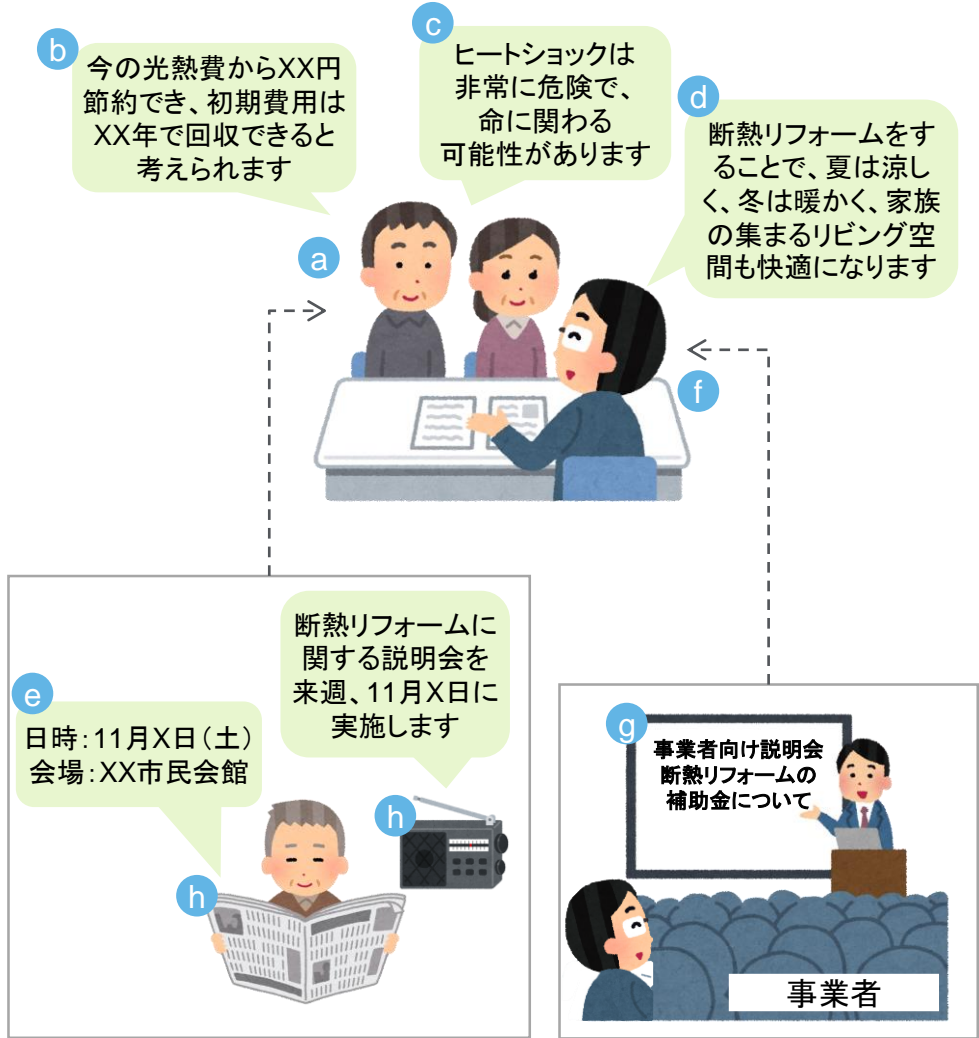 b
今の光熱費からXX円
節約でき、初期費用は
XX年で回収できると
考えられます
c
ヒートショックは
非常に危険で、
命に関わる
可能性があります
d
断熱リフォームをす
ることで、夏は涼し
く、冬は暖かく、家族
の集まるリビング空
間も快適になります
a
f
断熱リフォームに
関する説明会を
来週、11月X日に
実施します
e
日時：11月X日（土）
会場：XX市民会館
h
h
g
事業者向け説明会
断熱リフォームの
補助金について
事業者